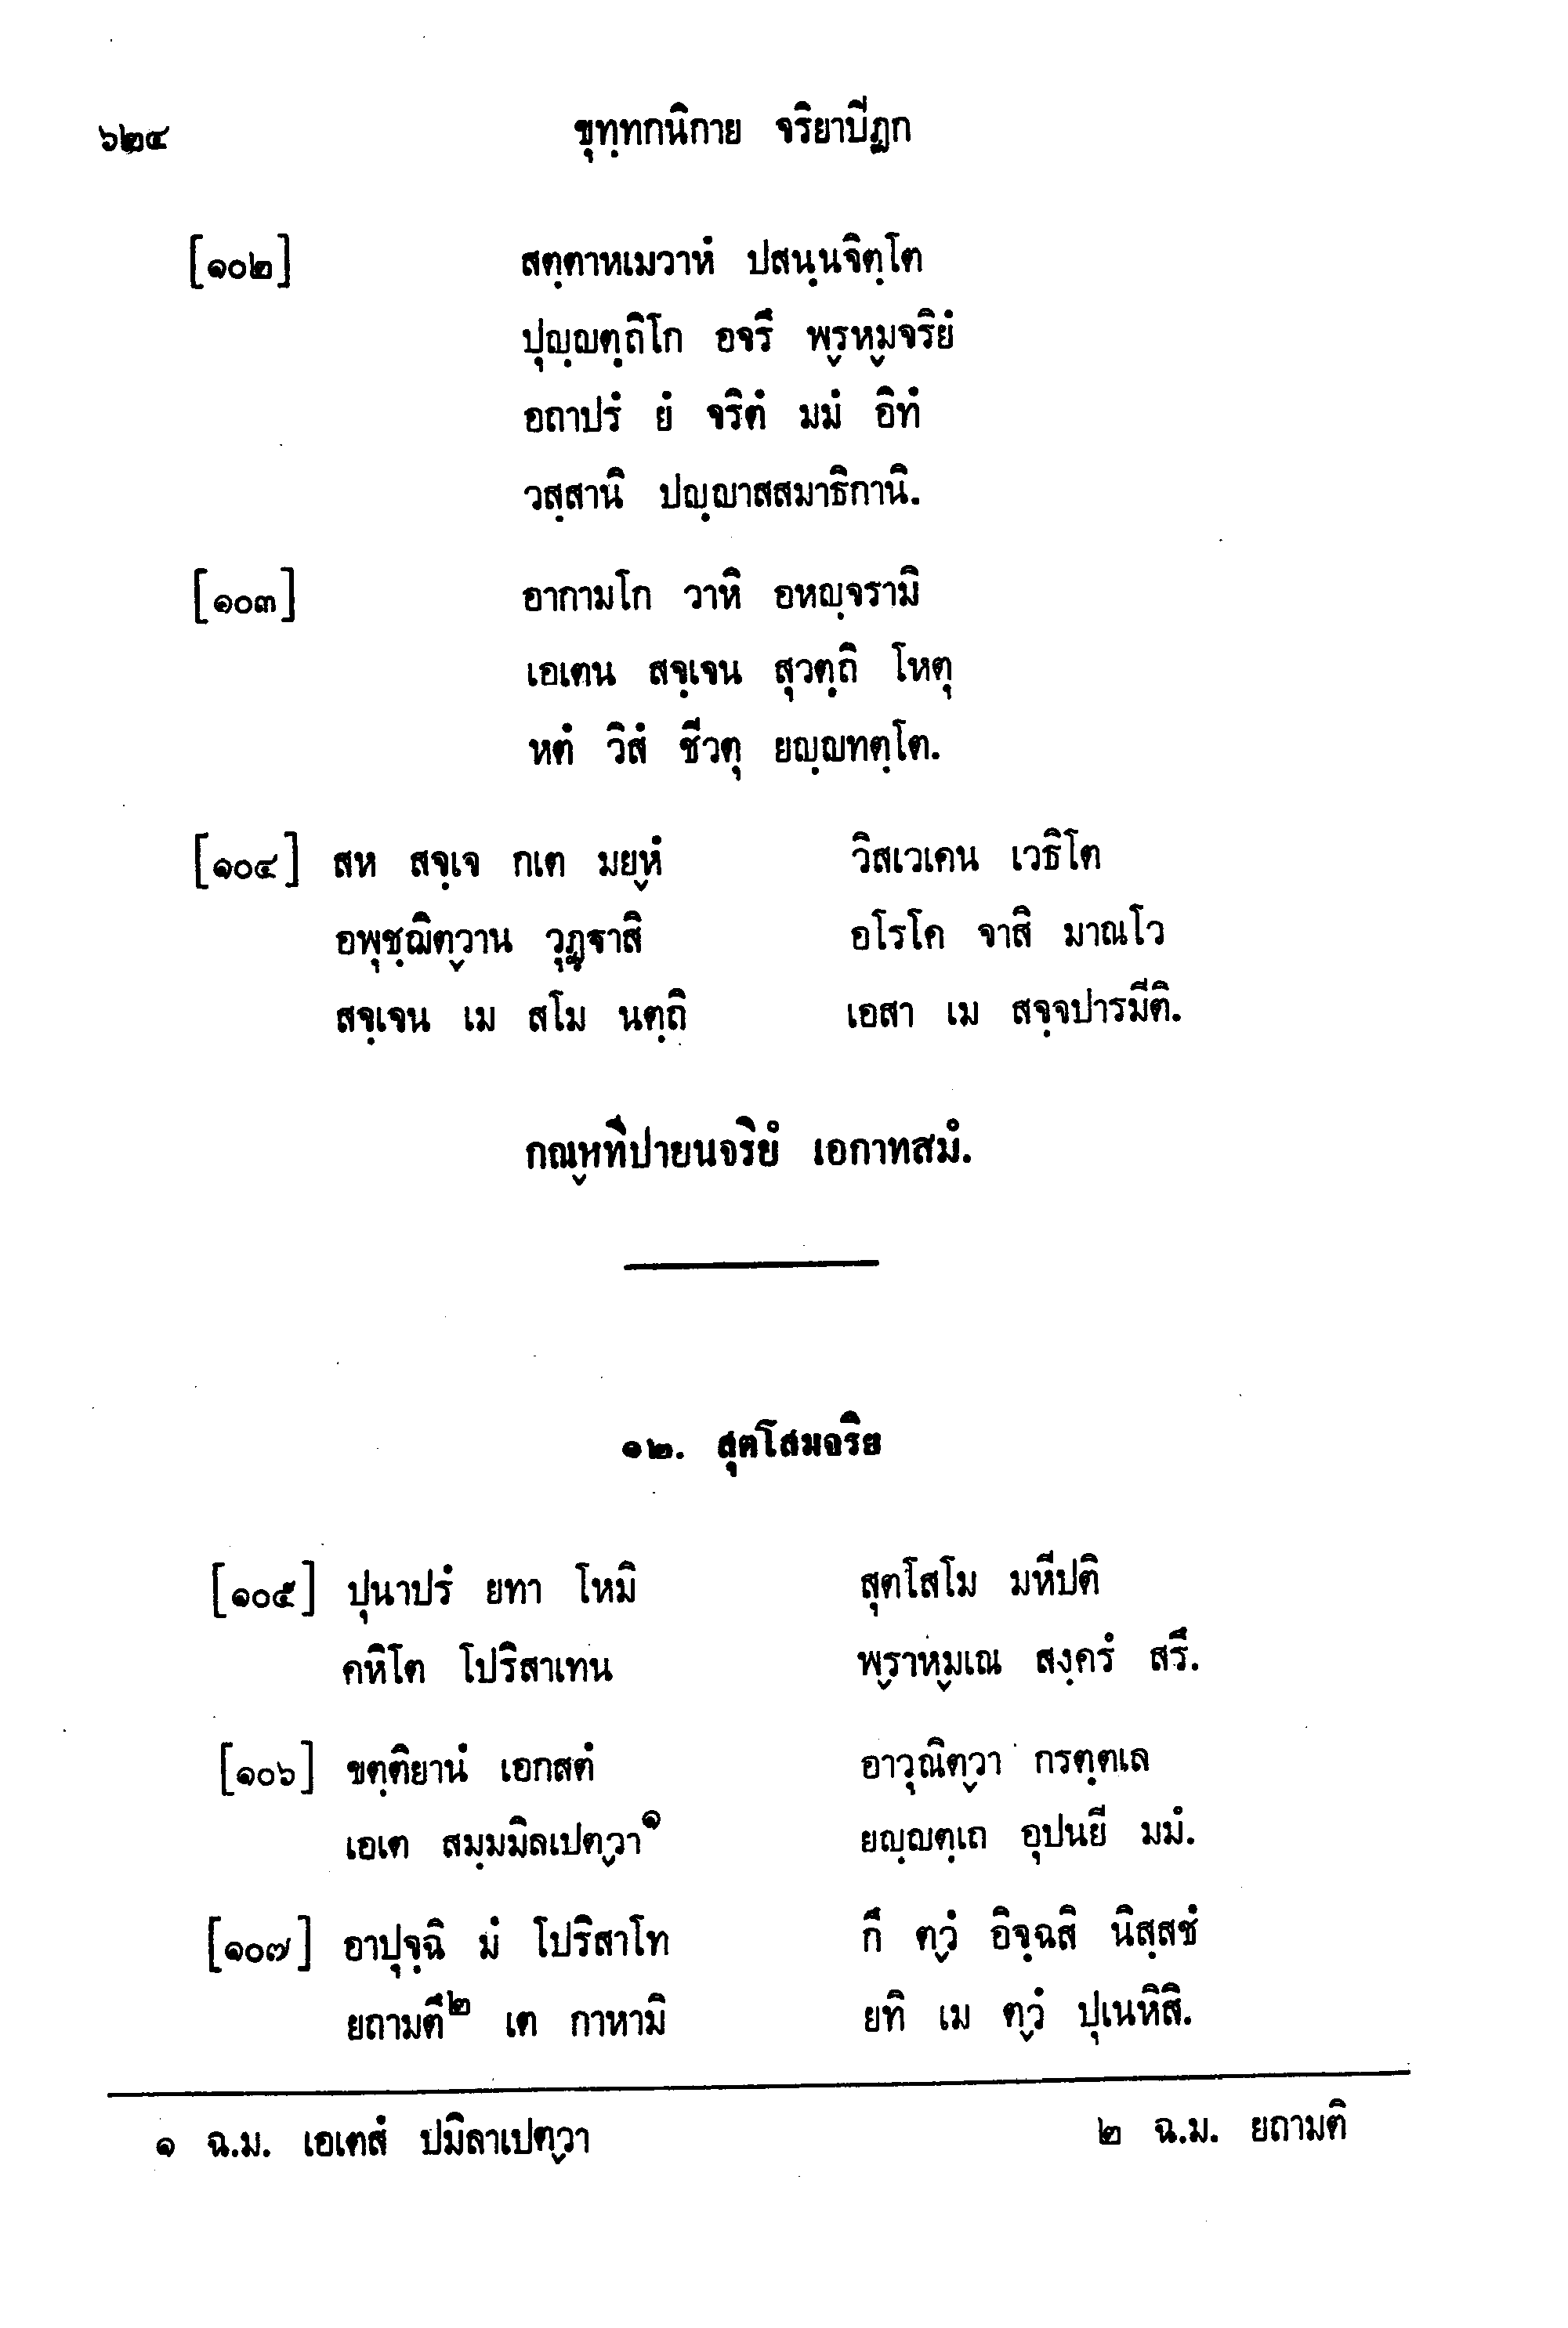 ๖๒๔ ขุทฺทกนิกาย จริยาปิฏก
[๑๐๒] สตฺตาหเมวาหํ ปสนฺนจิตฺโต
ปุญฺญตฺถิโก อจรึ พฺรหฺมจริยํ
อถาปรํ ยํ จริตํ มมํ อิทํ
วสฺสานิ ปญฺญาสสมาธิกานิ.
[๑๐๓] อากามโก วาหิ อหญฺจรามิ
เอเตน สจฺเจน สุวตฺถิ โหตุ
หตํ วิสํ ชีวตุ ยญฺญทตฺโต.
[๑๐๔] สห สจฺเจ กเต มยฺหํ วิสเวเคน เวธิโต
อพุชฺฌิตฺวาน วุฏฺฐาสิ อโรโค จาสิ มาณโว
สจฺเจน เม สโม นตฺถิ เอสา เม สจฺจปารมีติ.
กณฺหทีปายนจริยํ เอกาทสมํ.
๑๒. สุตโสมจริย
[๑๐๕] ปุนาปรํ ยทา โหมิ สุตโสโม มหีปติ
คหิโต โปริสาเทน พฺราหฺมเณ สงฺครํ สรึ.
[๑๐๖] ขตฺติยานํ เอกสตํ อาวุณิตฺวา กรตฺตเล
เอเต สมฺมมิลเปตฺวา๑ ยญฺญตฺเถ อุปนยี มมํ.
[๑๐๗] อาปุจฺฉิ มํ โปริสาโท กึ ตฺวํ อิจฺฉสิ นิสฺสชํ
ยถามตึ๒ เต กาหามิ ยทิ เม ตฺวํ ปุเนหิสิ.
๑ ฉ.ม. เอเตสํ ปมิลาเปตฺวา ๒ ฉ.ม. ยถามติ